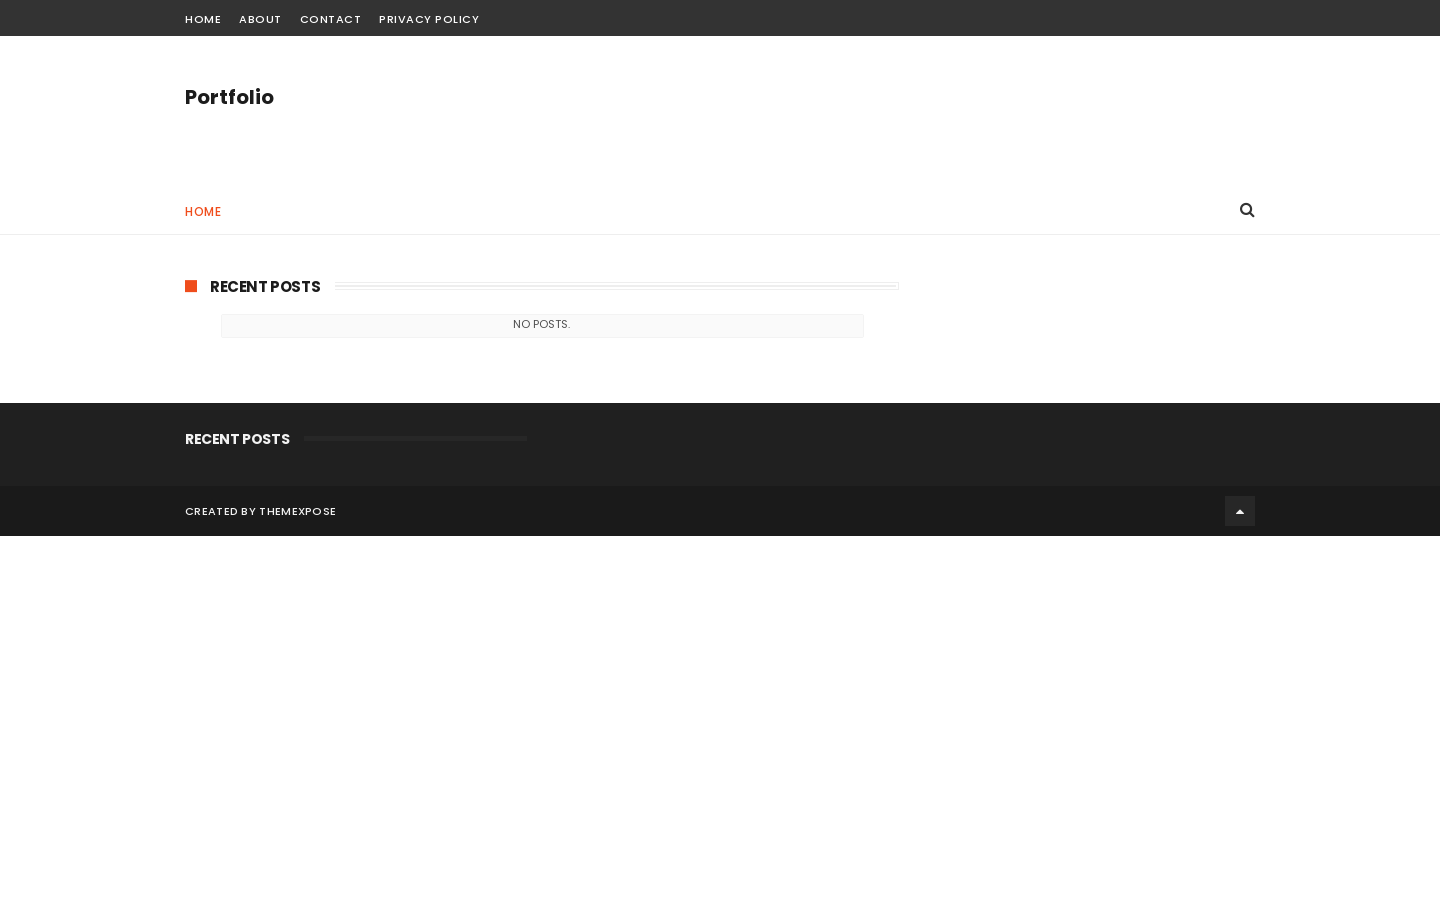 HOME ABOUT CONTACT PRIVACY POLICY
Portfolio
HOME
RECENT POSTS
NO POSTS.
RECENT POSTS
CREATED BY THEMEXPOSE